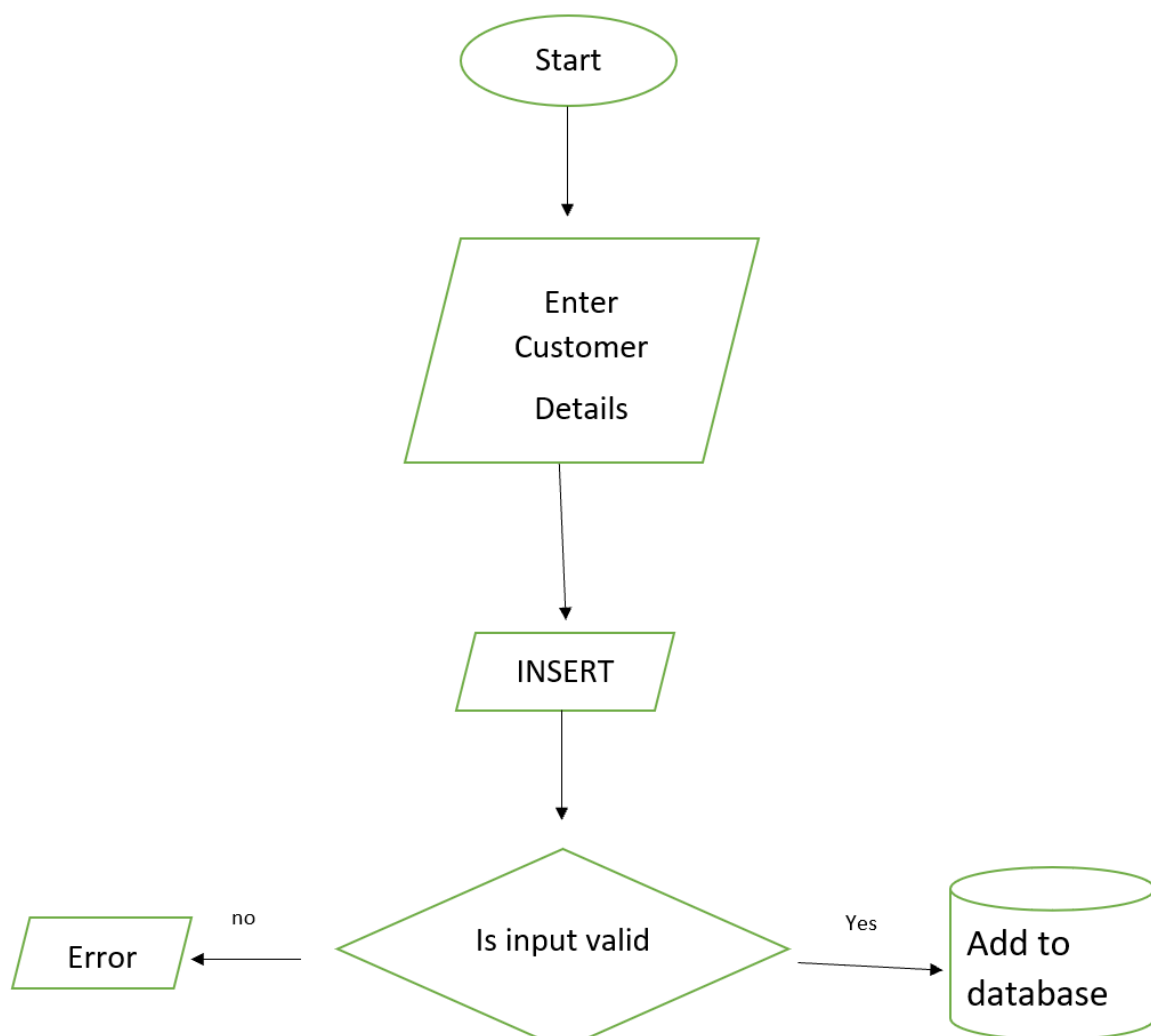 Start
Enter
Customer
Details
INSERT
Is input valid
no
Error
Yes
Add to
database